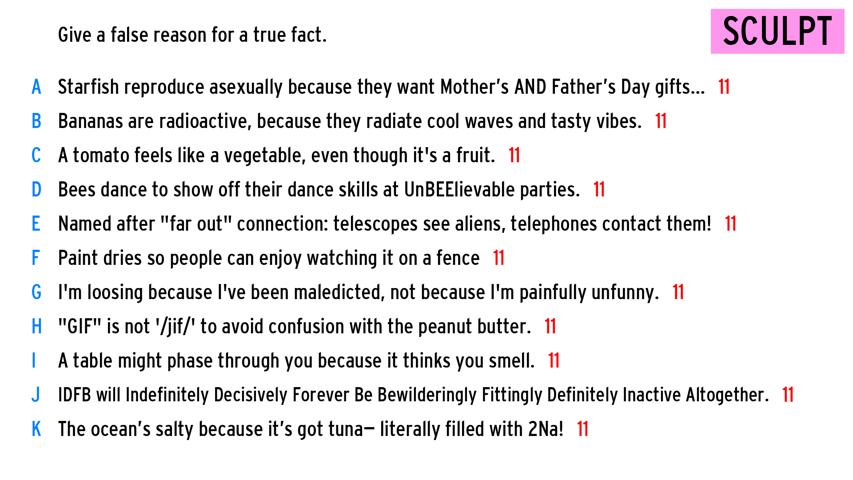 Give a false reason for a true fact.
SCULPT
A Starfish reproduce asexually because they want Mother's AND Father's Day gifts... 11
B Bananas are radioactive, because they radiate cool waves and tasty vibes. 11
C A tomato feels like a vegetable, even though it's a fruit. 11
D Bees dance to show off their dance skills at UnBEElievable parties. 11
E Named after "far out" connection: telescopes see aliens, telephones contact them! 11
F Paint dries so people can enjoy watching it on a fence 11
G I'm loosing because I've been maledicted, not because I'm painfully unfunny. 11
H "GIF" is not '/jif/' to avoid confusion with the peanut butter. 11
I A table might phase through you because it thinks you smell. 11
J IDFB will Indefinitely Decisively Forever Be Bewilderingly Fittingly Definitely Inactive Altogether. 11
K The ocean's salty because it's got tuna— literally filled with 2Na! 11